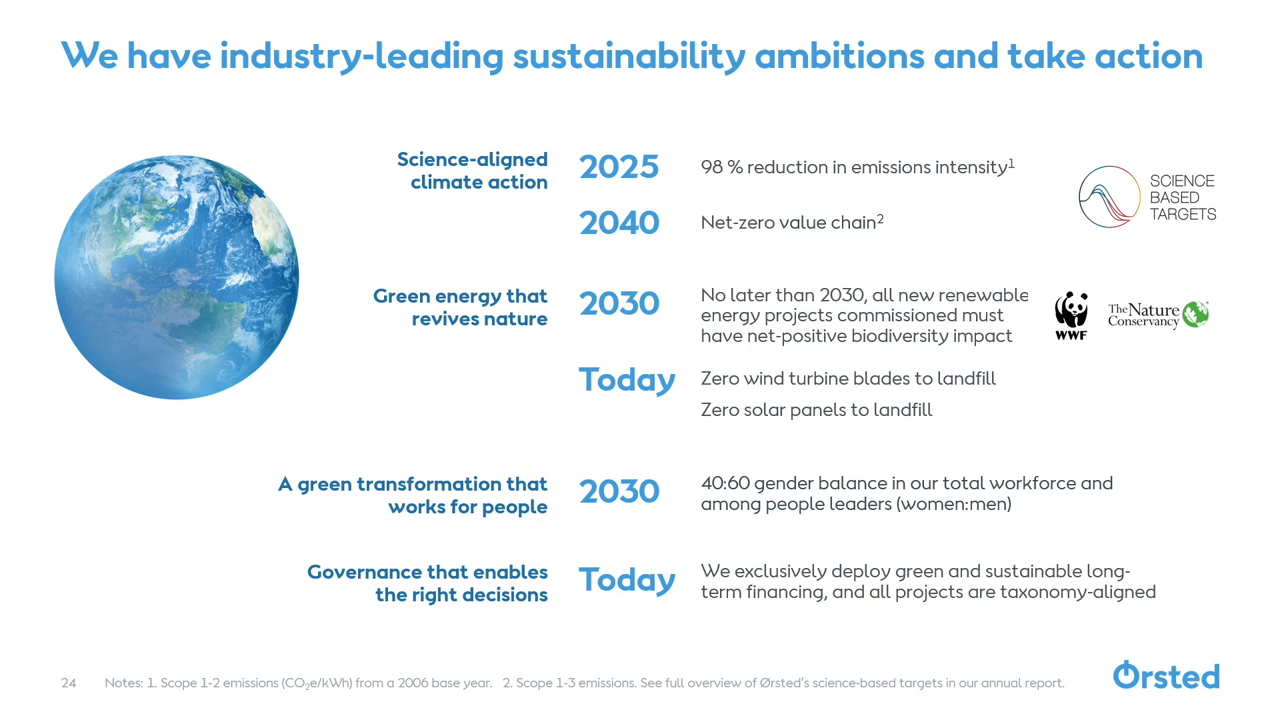 We have industry-leading sustainability ambitions and take action
Science-aligned
climate action
2025
98 % reduction in emissions intensity¹
2040
Net-zero value chain²
SCIENCE
BASED
TARGETS
Green energy that
revives nature
2030
No later than 2030, all new renewable
energy projects commissioned must
have net-positive biodiversity impact
WWF
The Nature
Conservancy
Today
Zero wind turbine blades to landfill
Zero solar panels to landfill
A green transformation that
works for people
2030
40:60 gender balance in our total workforce and
among people leaders (women:men)
Governance that enables
the right decisions
Today
We exclusively deploy green and sustainable long-
term financing, and all projects are taxonomy-aligned
24
Notes: 1. Scope 1-2 emissions (CO₂e/kWh) from a 2006 base year. 2. Scope 1-3 emissions. See full overview of Ørsted's science-based targets in our annual report.
Ørsted